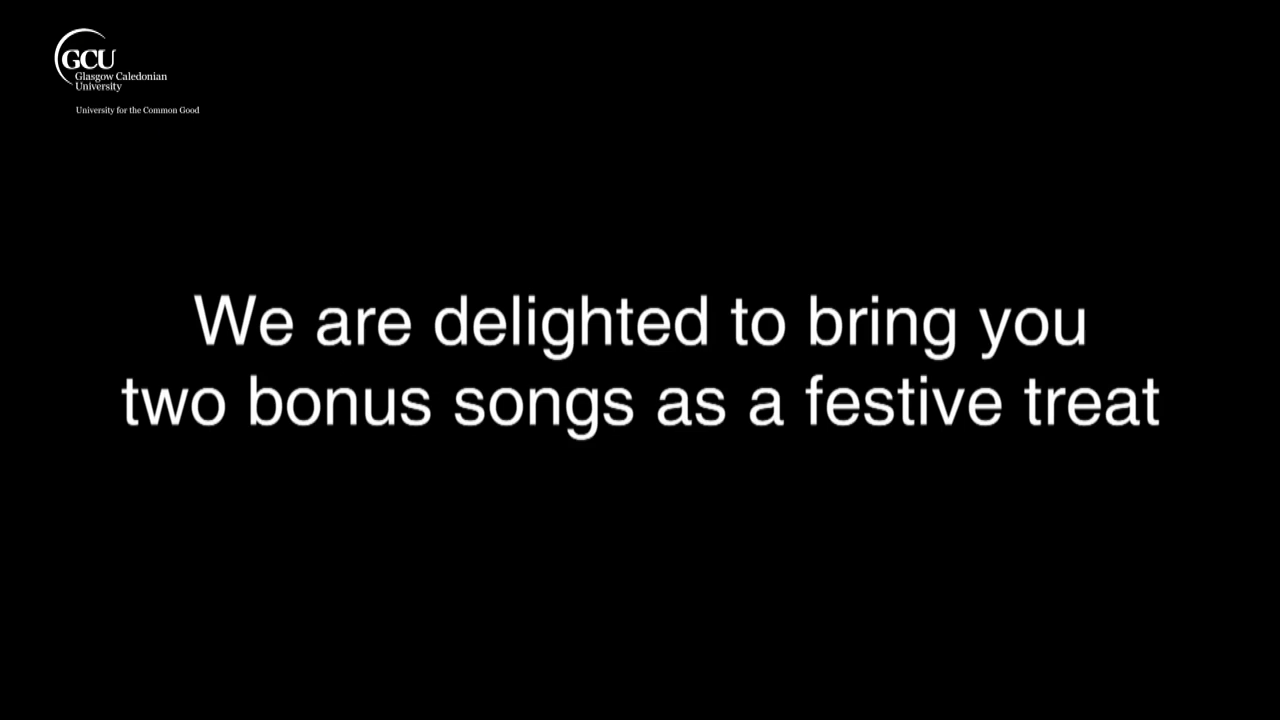 GCU
Glasgow Caledonian
University
University for the Common Good
We are delighted to bring you
two bonus songs as a festive treat